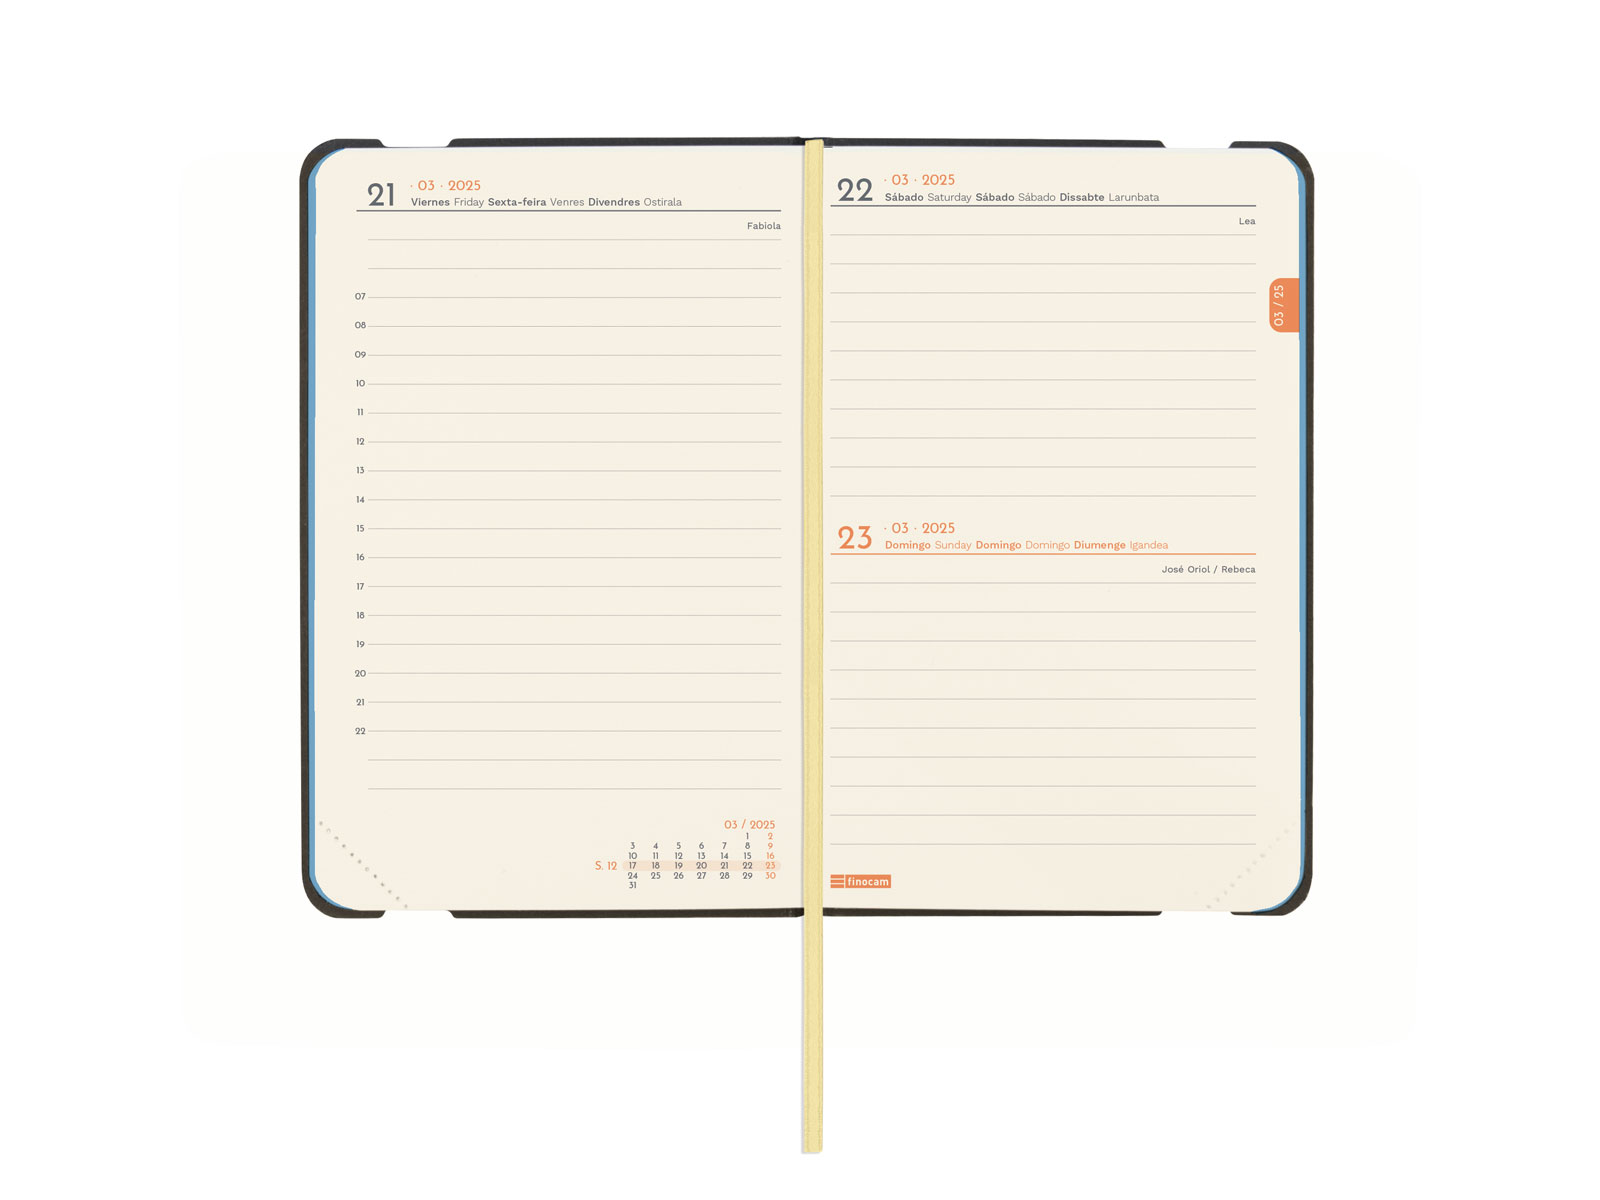 21 · 03 · 2025
Viernes Friday Sexta-feira Venres Divendres Ostirala
Fabiola
07
08
09
10
11
12
13
14
15
16
17
18
19
20
21
22
03 / 2025
1 2
3 4 5 6 7 8 9
10 11 12 13 14 15 16
S. 12 17 18 19 20 21 22 23
24 25 26 27 28 29 30
31
22 · 03 · 2025
Sábado Saturday Sábado Sábado Dissabte Larunbata
Lea
03 / 25
23 · 03 · 2025
Domingo Sunday Domingo Domingo Diumenge Igandea
José Oriol / Rebeca
finocam